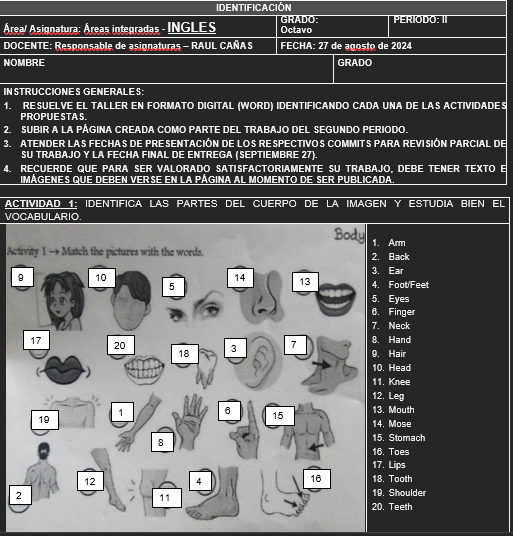 IDENTIFICACIÓN
Área/ Asignatura: Áreas integradas - INGLES
GRADO:
Octavo
PERIODO: II
DOCENTE: Responsable de asignaturas – RAUL CAÑAS
FECHA: 27 de agosto de 2024
NOMBRE
GRADO
INSTRUCCIONES GENERALES:
1. RESUELVE EL TALLER EN FORMATO DIGITAL (WORD) IDENTIFICANDO CADA UNA DE LAS ACTIVIDADES
PROPUESTAS.
2. SUBIR A LA PÁGINA CREADA COMO PARTE DEL TRABAJO DEL SEGUNDO PERIODO.
3. ATENDER LAS FECHAS DE PRESENTACIÓN DE LOS RESPECTIVOS COMMITS PARA REVISIÓN PARCIAL DE
SU TRABAJO Y LA FECHA FINAL DE ENTREGA (SEPTIEMBRE 27).
4. RECUERDE QUE PARA SER VALORADO SATISFACTORIAMENTE SU TRABAJO, DEBE TENER TEXTO E
IMÁGENES QUE DEBEN VERSE EN LA PÁGINA AL MOMENTO DE SER PUBLICADA.
ACTIVIDAD 1: IDENTIFICA LAS PARTES DEL CUERPO DE LA IMAGEN Y ESTUDIA BIEN EL
VOCABULARIO.
Body
Activity 1 → Match the pictures with the words.
9 10 5 14 13
17 20 18 3 7
19 1 8 6 15
2 12 11 4 16
1. Arm
2. Back
3. Ear
4. Foot/Feet
5. Eyes
6. Finger
7. Neck
8. Hand
9. Hair
10. Head
11. Knee
12. Leg
13. Mouth
14. Mose
15. Stomach
16. Toes
17. Lips
18. Tooth
19. Shoulder
20. Teeth